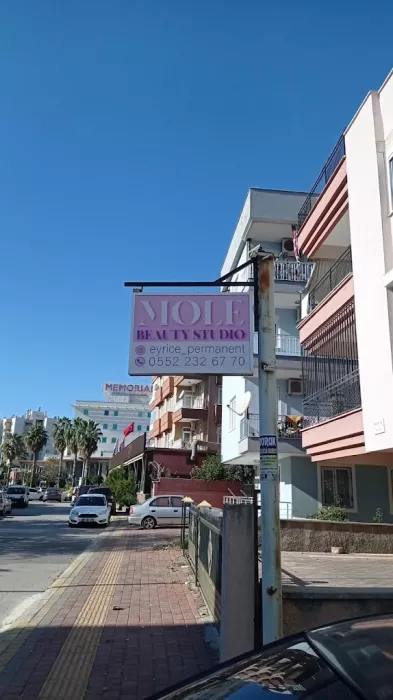 MOLE
BEAUTY STUDIO
eyrice_permanent
0552 232 67 70
MEMORIAL